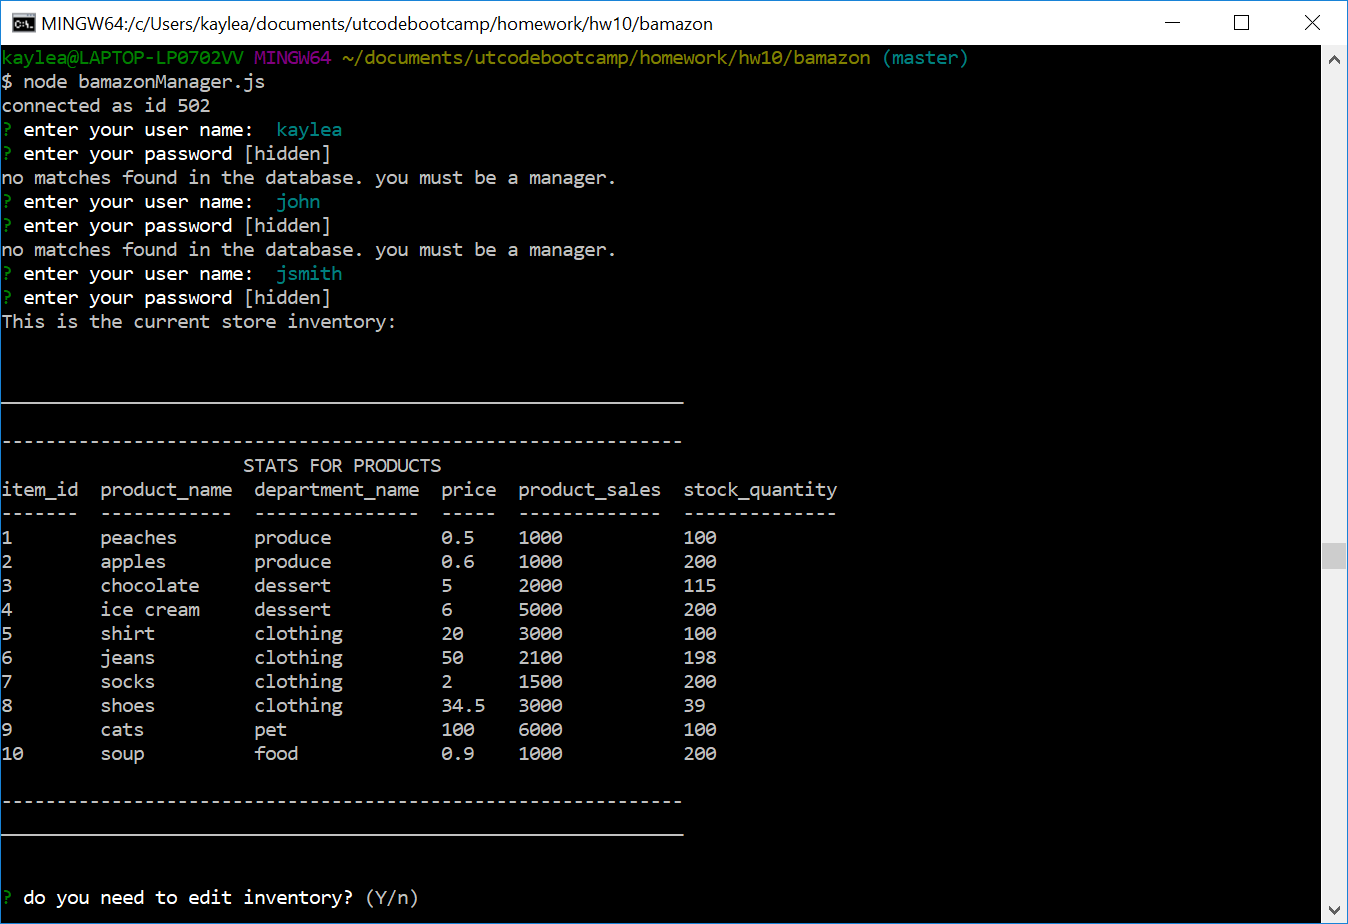 MINGW64:/c/Users/kaylea/documents/utcodebootcamp/homework/hw10/bamazon
kaylea@LAPTOP-LP0702VV MINGW64 ~/documents/utcodebootcamp/homework/hw10/bamazon (master)
$ node bamazonManager.js
connected as id 502
? enter your user name:  kaylea
? enter your password [hidden]
no matches found in the database. you must be a manager.
? enter your user name:  john
? enter your password [hidden]
no matches found in the database. you must be a manager.
? enter your user name:  jsmith
? enter your password [hidden]
This is the current store inventory:
--------------------------------------------------------------
STATS FOR PRODUCTS
item_id  product_name  department_name  price  product_sales  stock_quantity
-------  ------------  ---------------  -----  -------------  --------------
1        peaches       produce          0.5    1000           100
2        apples        produce          0.6    1000           200
3        chocolate     dessert          5      2000           115
4        ice cream     dessert          6      5000           200
5        shirt         clothing         20     3000           100
6        jeans         clothing         50     2100           198
7        socks         clothing         2      1500           200
8        shoes         clothing         34.5   3000           39
9        cats          pet              100    6000           100
10       soup          food             0.9    1000           200
--------------------------------------------------------------
? do you need to edit inventory? (Y/n)